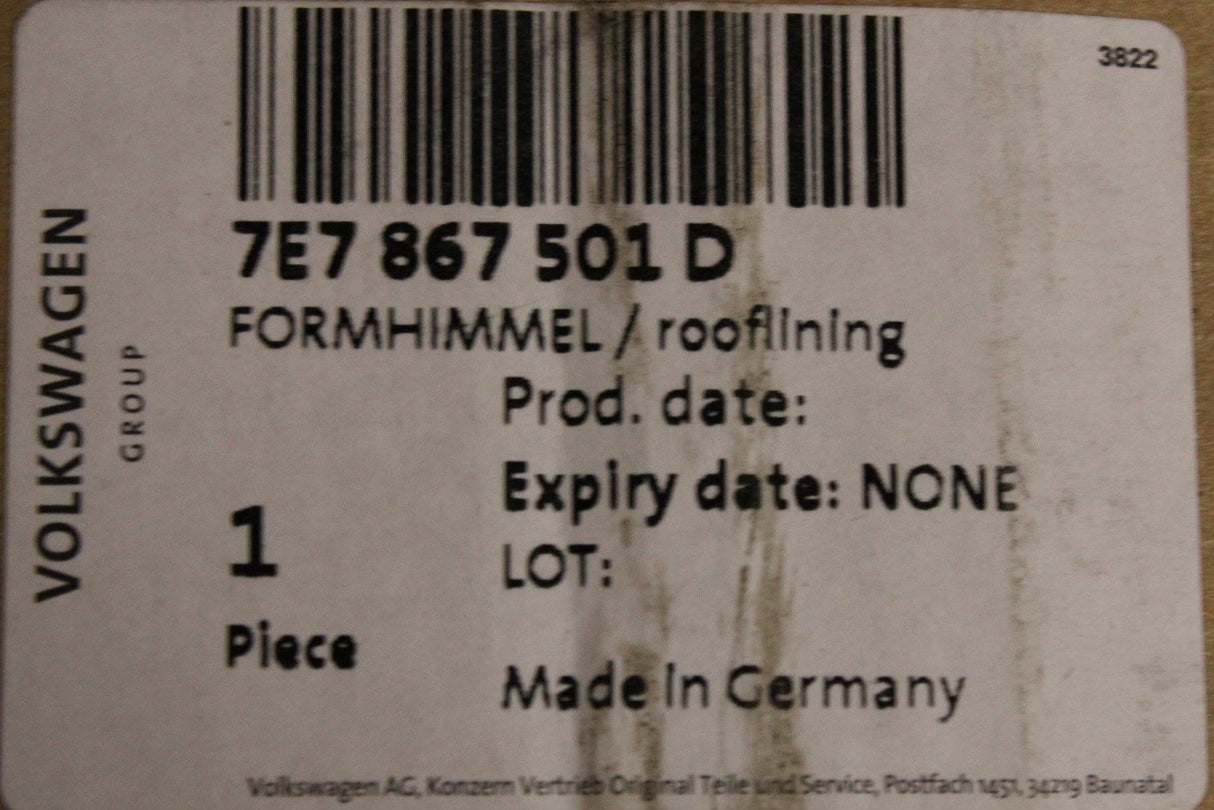 3822
7E7 867 501 D
FORMHIMMEL / rooflining
Prod. date:
Expiry date: NONE
1
LOT:
Piece
Made in Germany
Volkswagen AG, Konzern Vertrieb Original Teile und Service, Postfach 1451, 34219 Baunatal
VOLKSWAGEN
GROUP